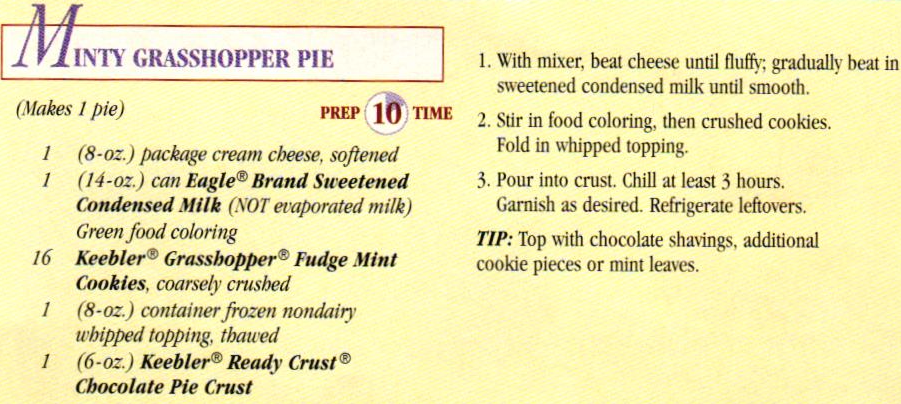 MINTY GRASSHOPPER PIE
(Makes 1 pie)
PREP 10 TIME
1 (8-oz.) package cream cheese, softened
1 (14-oz.) can Eagle® Brand Sweetened
Condensed Milk (NOT evaporated milk)
Green food coloring
16 Keebler® Grasshopper® Fudge Mint
Cookies, coarsely crushed
1 (8-oz.) container frozen nondairy
whipped topping, thawed
1 (6-oz.) Keebler® Ready Crust®
Chocolate Pie Crust
1. With mixer, beat cheese until fluffy; gradually beat in
sweetened condensed milk until smooth.
2. Stir in food coloring, then crushed cookies.
Fold in whipped topping.
3. Pour into crust. Chill at least 3 hours.
Garnish as desired. Refrigerate leftovers.
TIP: Top with chocolate shavings, additional
cookie pieces or mint leaves.